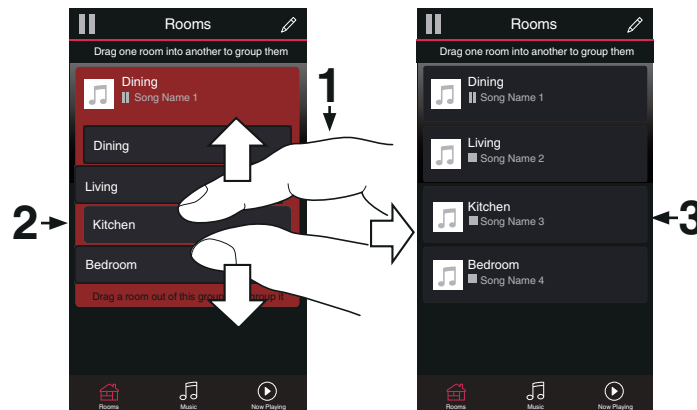 Rooms
Drag one room into another to group them
Dining
Song Name 1
Dining
Living
Kitchen
Bedroom
Drag a room out of this group group it
Rooms
Music
Now Playing
1
2
Rooms
Drag one room into another to group them
Dining
Song Name 1
Living
Song Name 2
Kitchen
Song Name 3
Bedroom
Song Name 4
Rooms
Music
Now Playing
3